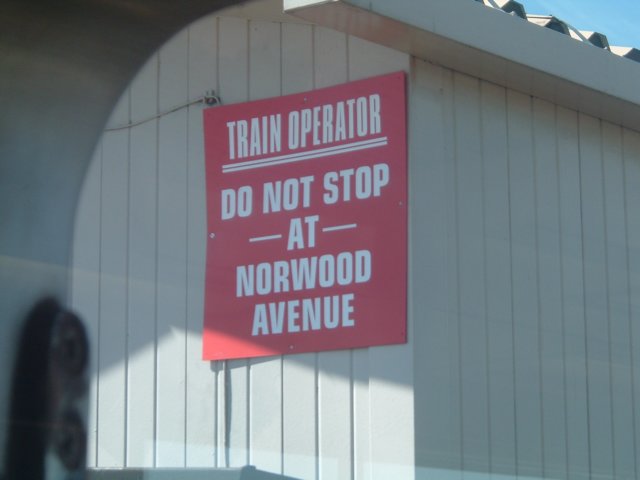 TRAIN OPERATOR
DO NOT STOP
AT
NORWOOD
AVENUE